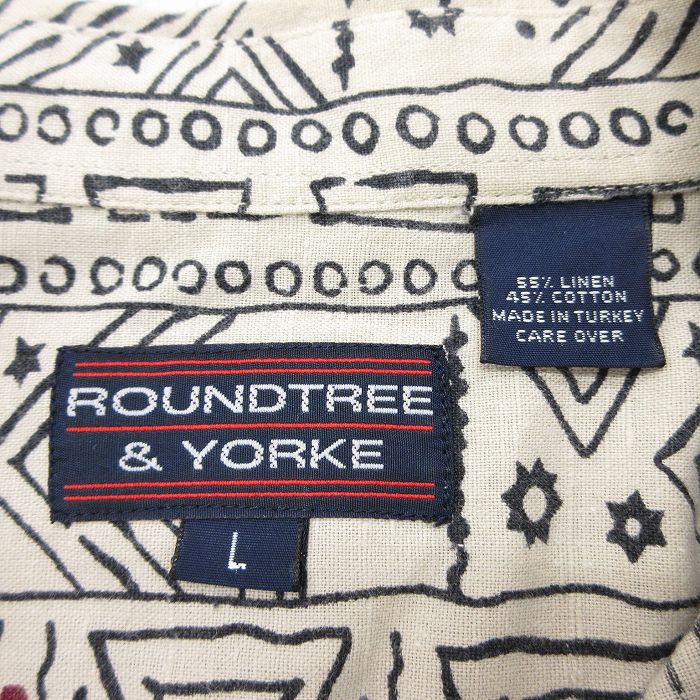 55% LINEN
45% COTTON
MADE IN TURKEY
CARE OVER
ROUNDTREE
& YORKE
L